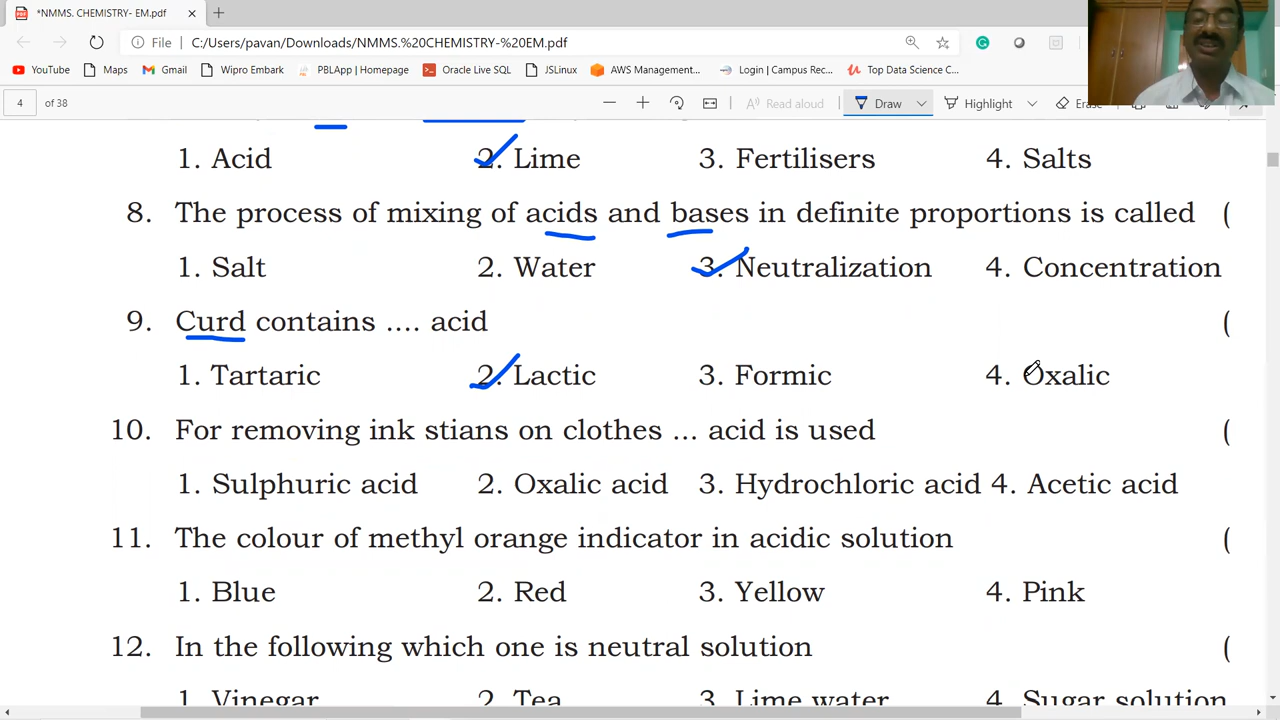 *NMMS. CHEMISTRY- EM.pdf
File C:/Users/pavan/Downloads/NMMS.%20CHEMISTRY-%20EM.pdf
YouTube Maps Gmail Wipro Embark PBLApp | Homepage Oracle Live SQL JSLinux AWS Management... Login | Campus Rec... Top Data Science C...
4 of 38 Read aloud Draw Highlight Erase
1. Acid 2. Lime 3. Fertilisers 4. Salts
8. The process of mixing of acids and bases in definite proportions is called (
1. Salt 2. Water 3. Neutralization 4. Concentration
9. Curd contains .... acid (
1. Tartaric 2. Lactic 3. Formic 4. Oxalic
10. For removing ink stians on clothes ... acid is used (
1. Sulphuric acid 2. Oxalic acid 3. Hydrochloric acid 4. Acetic acid
11. The colour of methyl orange indicator in acidic solution (
1. Blue 2. Red 3. Yellow 4. Pink
12. In the following which one is neutral solution (
1. Vinegar 2. Tea 3. Lime water 4. Sugar solution